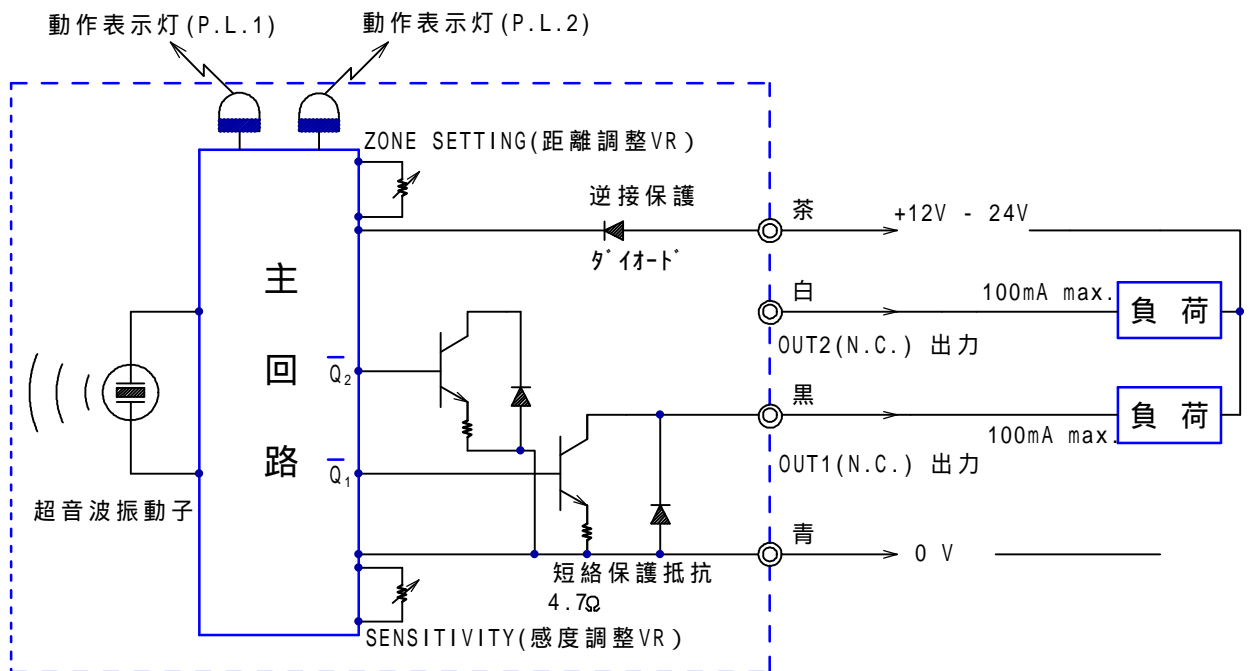 動作表示灯(P.L.1)
動作表示灯(P.L.2)
ZONE SETTING(距離調整VR)
逆接保護
ﾀﾞｲｵｰﾄﾞ
茶
+12V - 24V
主回路
白
100mA max.
負荷
OUT2(N.C.) 出力
Q̅₂
黒
負荷
100mA max.
OUT1(N.C.) 出力
Q̅₁
超音波振動子
青
0 V
短絡保護抵抗
4.7Ω
SENSITIVITY(感度調整VR)